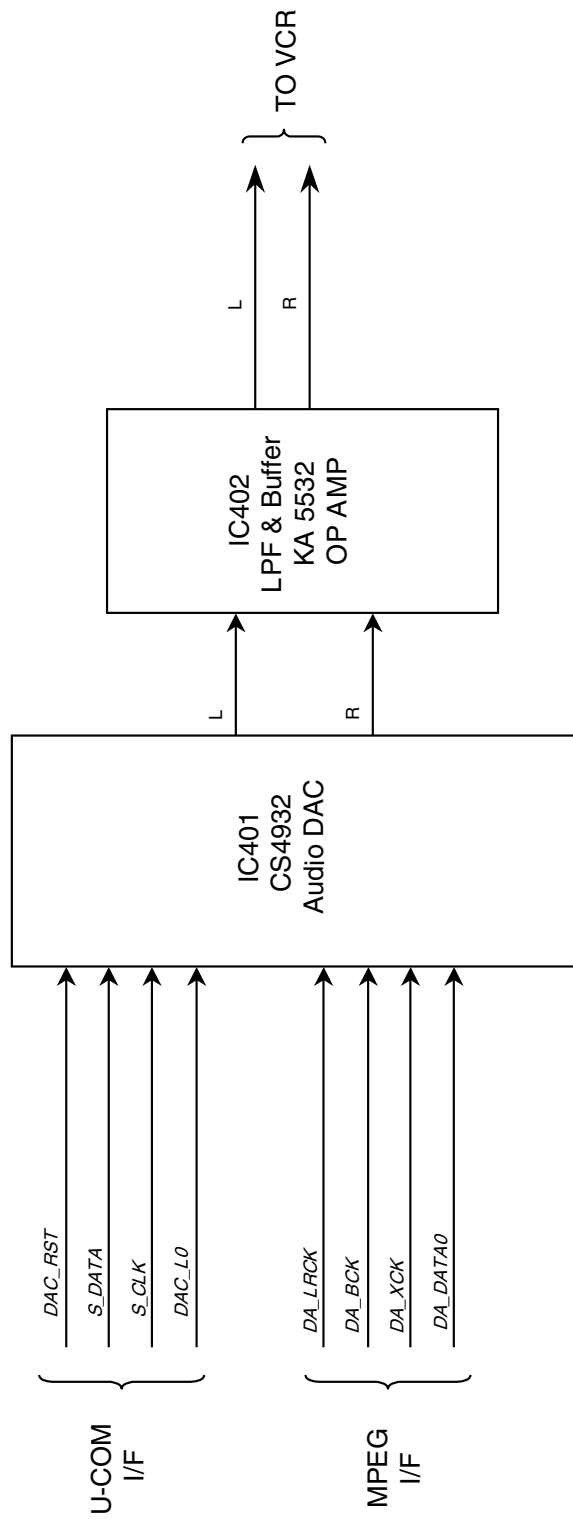 U-COM
I/F
DAC_RST
S_DATA
S_CLK
DAC_L0
MPEG
I/F
DA_LRCK
DA_BCK
DA_XCK
DA_DATA0
IC401
CS4932
Audio DAC
L
R
IC402
LPF & Buffer
KA 5532
OP AMP
L
R
TO VCR